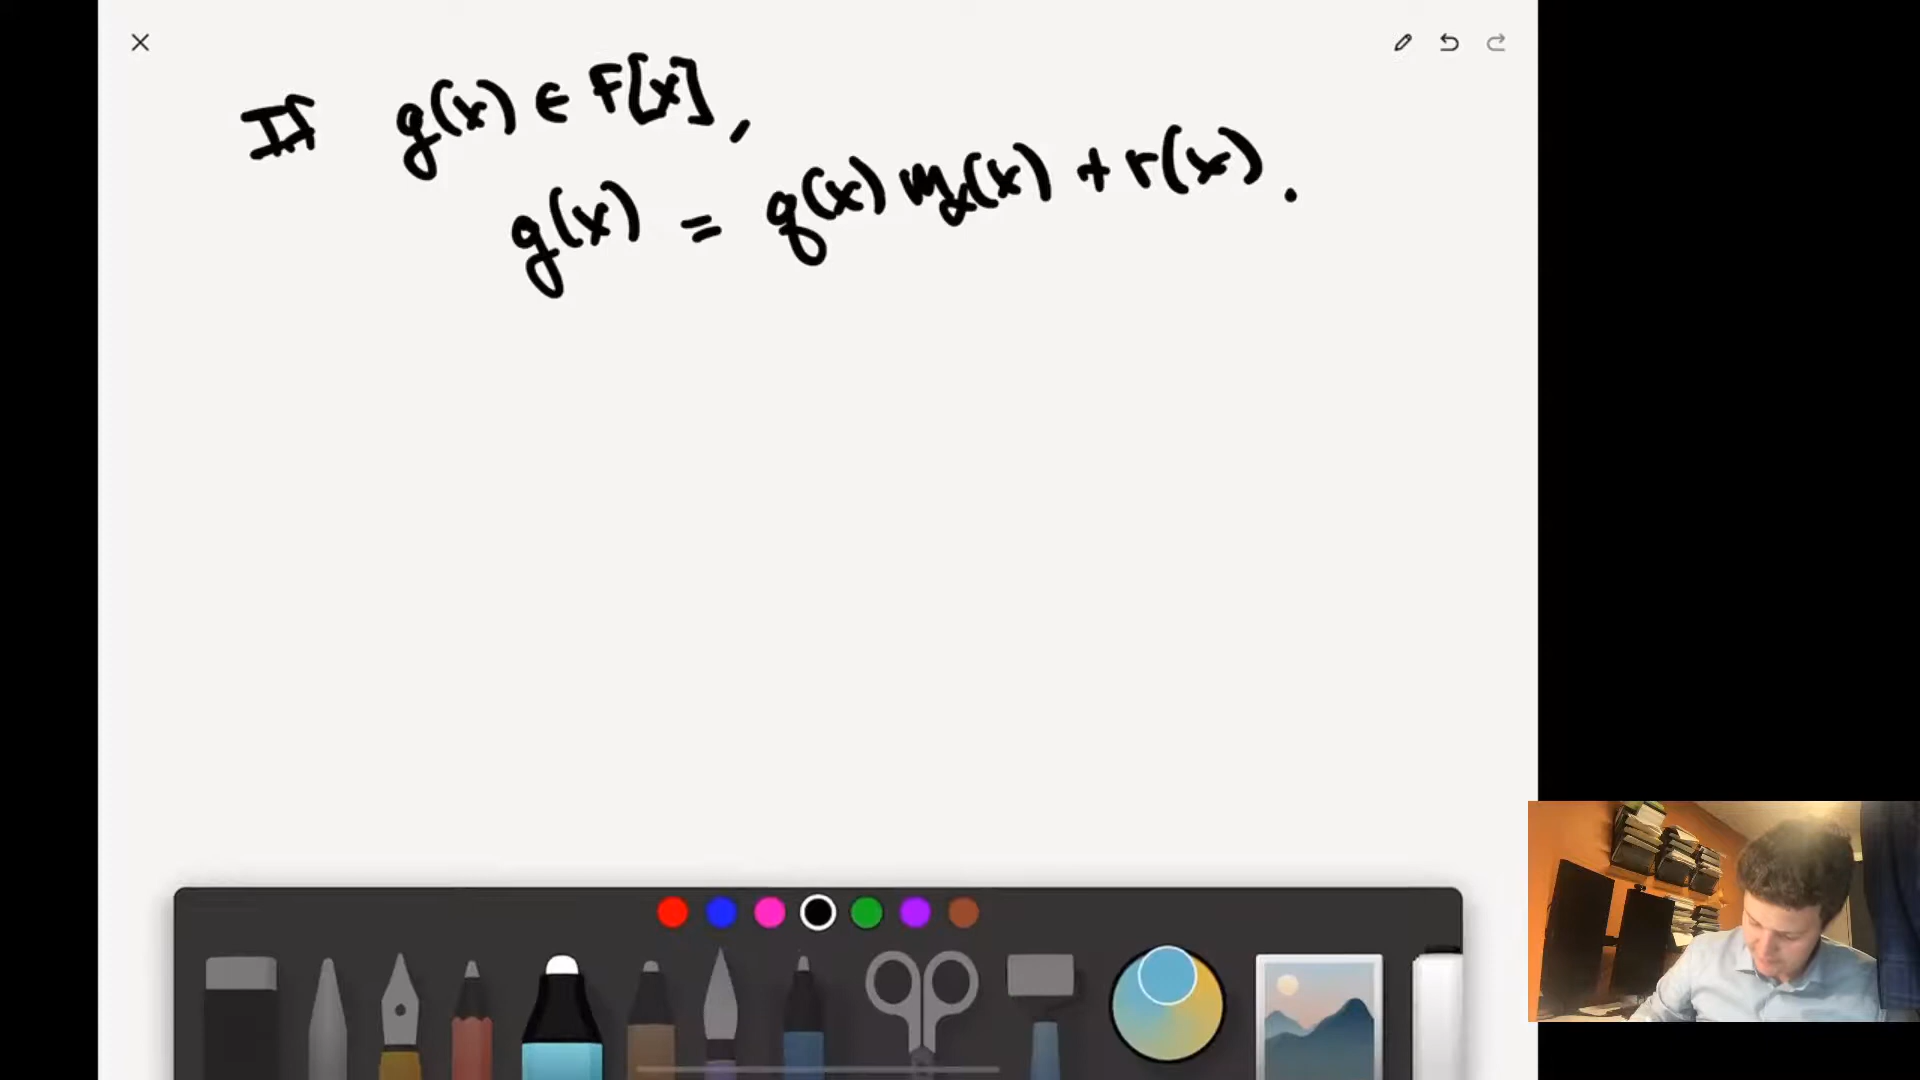 If g(x) ∈ F[x],
g(x) = q(x) m_α(x) + r(x).